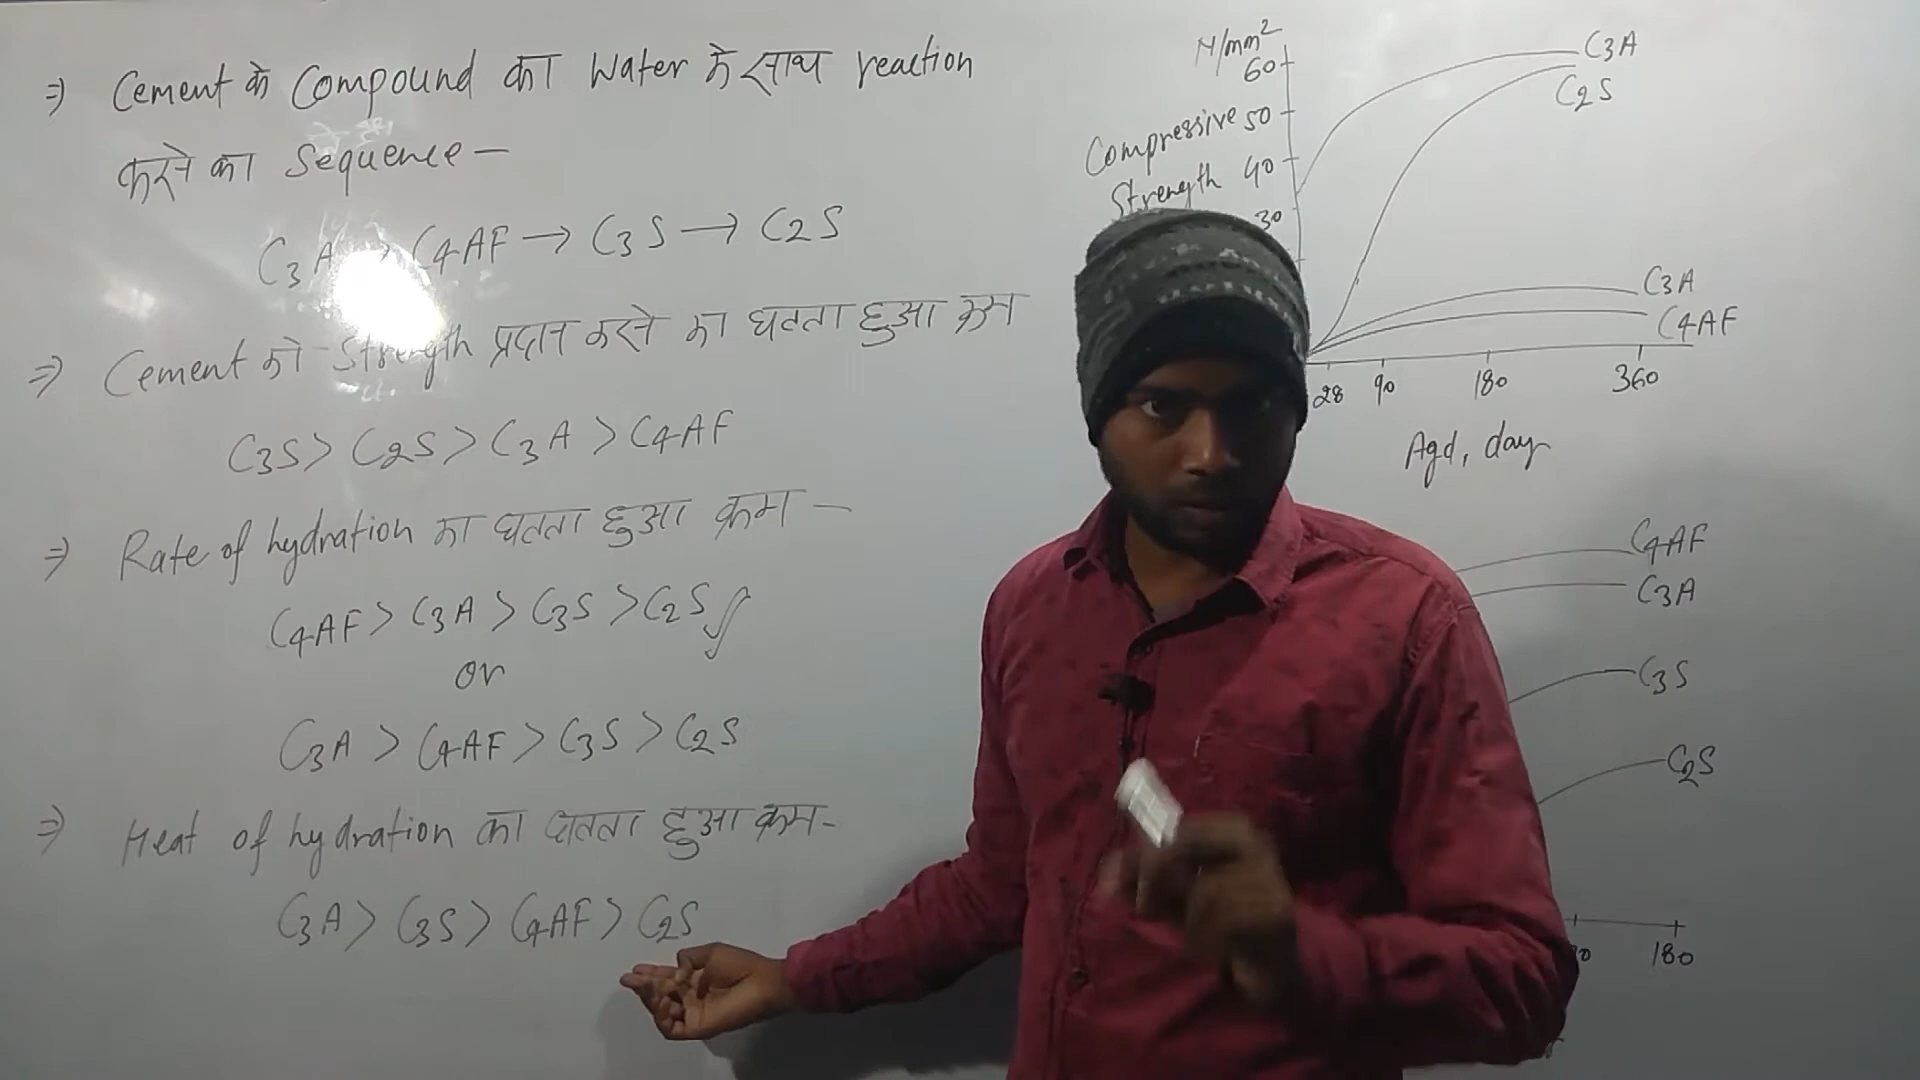 ⇒ Cement के Compound का Water के साथ reaction
करने का Sequence –
C3A → C4AF → C3S → C2S
⇒ Cement को Strength प्रदान करने का घटता हुआ क्रम
C3S > C2S > C3A > C4AF
⇒ Rate of hydration का घटता हुआ क्रम –
C4AF > C3A > C3S > C2S
or
C3A > C4AF > C3S > C2S
⇒ Heat of hydration का घटता हुआ क्रम –
C3A > C3S > C4AF > C2S
N/mm²
60
Compressive 50
Strength 40
30
C3A
C2S
C3A
C4AF
28 90 180 360
Agd, day
C4AF
C3A
C3S
C2S
180